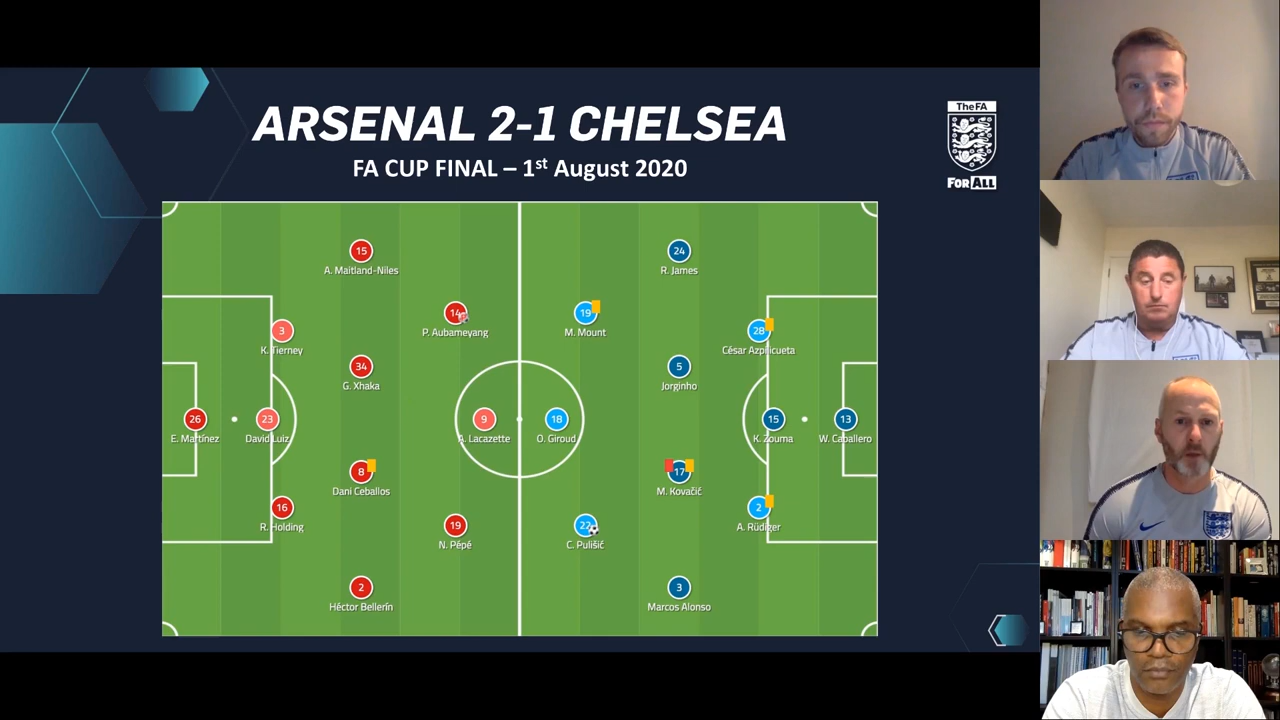 ARSENAL 2-1 CHELSEA
FA CUP FINAL – 1st August 2020
TheFA
FOR ALL
15
A. Maitland-Niles
24
R. James
14
P. Aubameyang
19
M. Mount
3
K. Tierney
28
César Azpilicueta
34
G. Xhaka
5
Jorginho
26
E. Martínez
23
David Luiz
9
A. Lacazette
18
O. Giroud
15
K. Zouma
13
W. Caballero
8
Dani Ceballos
17
M. Kovačić
16
R. Holding
2
A. Rüdiger
19
N. Pépé
22
C. Pulišić
2
Héctor Bellerín
3
Marcos Alonso